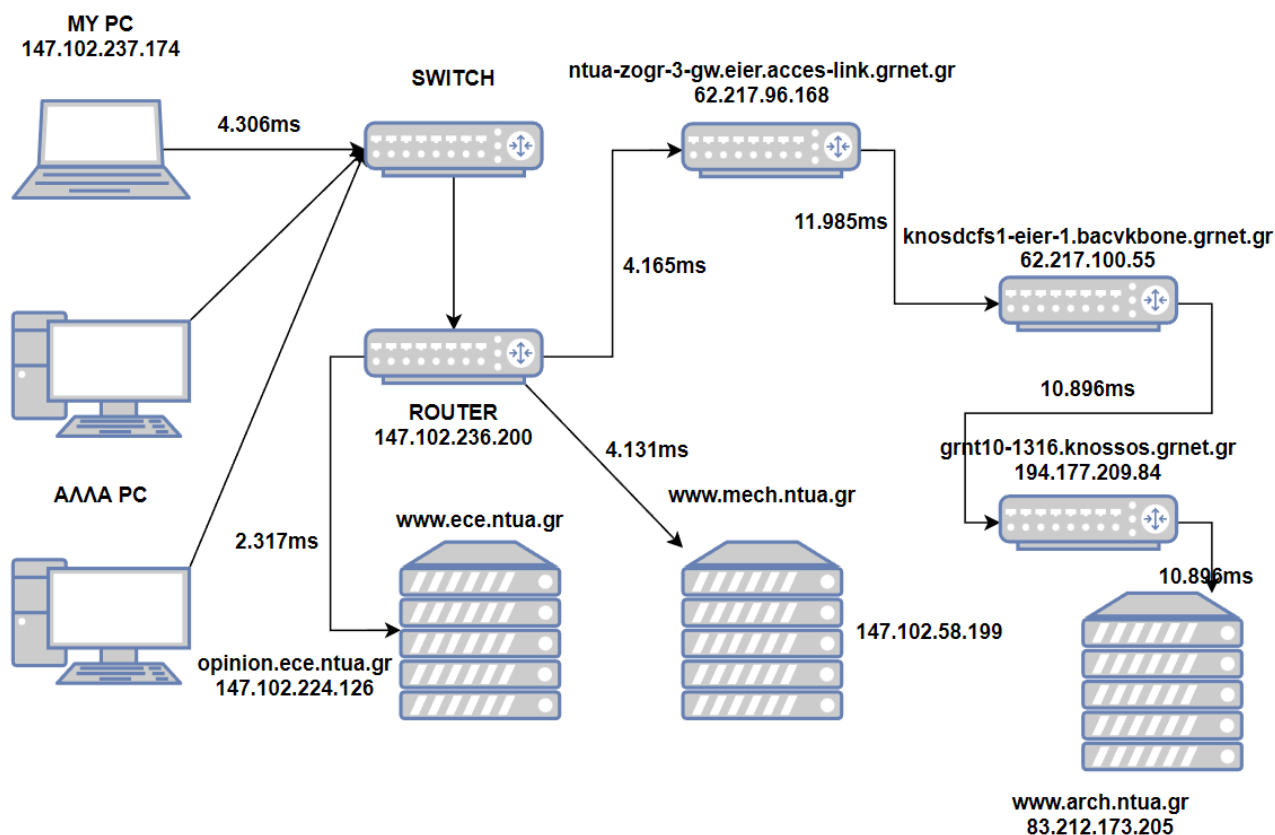 MY PC
147.102.237.174
SWITCH
ntua-zogr-3-gw.eier.acces-link.grnet.gr
62.217.96.168
4.306ms
11.985ms
knosdcfs1-eier-1.bacvkbone.grnet.gr
62.217.100.55
4.165ms
10.896ms
ROUTER
147.102.236.200
grnt10-1316.knossos.grnet.gr
194.177.209.84
4.131ms
ΑΛΛΑ PC
www.mech.ntua.gr
www.ece.ntua.gr
2.317ms
10.896ms
147.102.58.199
opinion.ece.ntua.gr
147.102.224.126
www.arch.ntua.gr
83.212.173.205